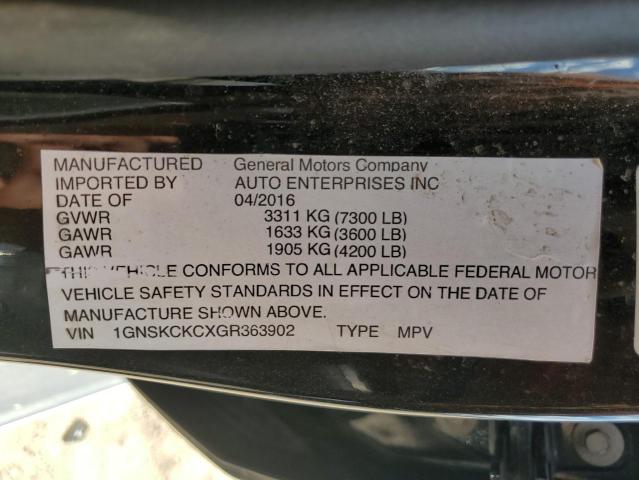 MANUFACTURED General Motors Company
IMPORTED BY AUTO ENTERPRISES INC
DATE OF 04/2016
GVWR 3311 KG (7300 LB)
GAWR 1633 KG (3600 LB)
GAWR 1905 KG (4200 LB)
THIS VEHICLE CONFORMS TO ALL APPLICABLE FEDERAL MOTOR
VEHICLE SAFETY STANDARDS IN EFFECT ON THE DATE OF
MANUFACTURE SHOWN ABOVE.
VIN 1GNSKCKCXGR363902 TYPE MPV